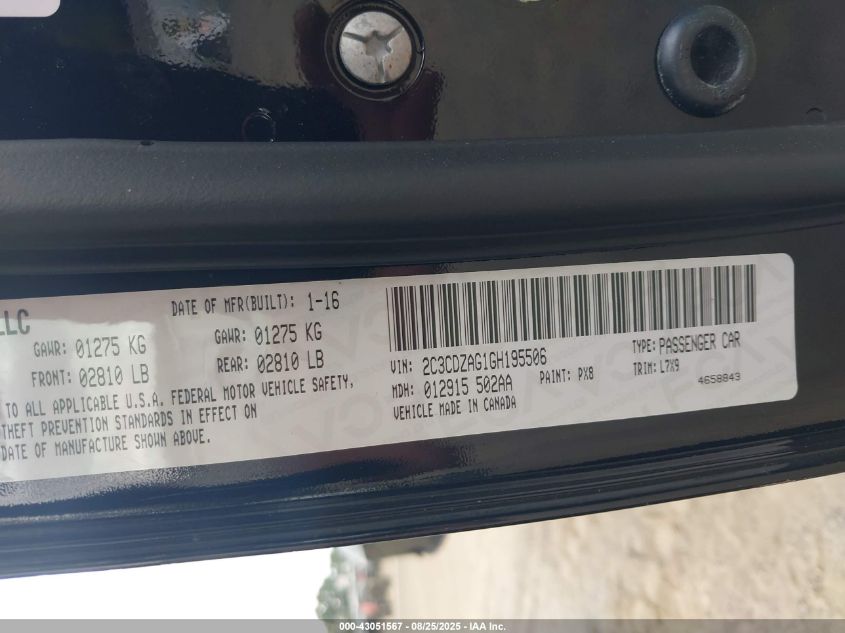 LLC
DATE OF MFR(BUILT): 1-16
GAWR: 01275 KG GAWR: 01275 KG
FRONT: 02810 LB REAR: 02810 LB
TO ALL APPLICABLE U.S.A. FEDERAL MOTOR VEHICLE SAFETY,
THEFT PREVENTION STANDARDS IN EFFECT ON
DATE OF MANUFACTURE SHOWN ABOVE.
VIN: 2C3CDZAG1GH195506 TYPE: PASSENGER CAR
MDH: 012915 502AA PAINT: PX8 TRIM: L7X9
VEHICLE MADE IN CANADA 4658843
000-43051567 - 08/25/2025 - IAA Inc.